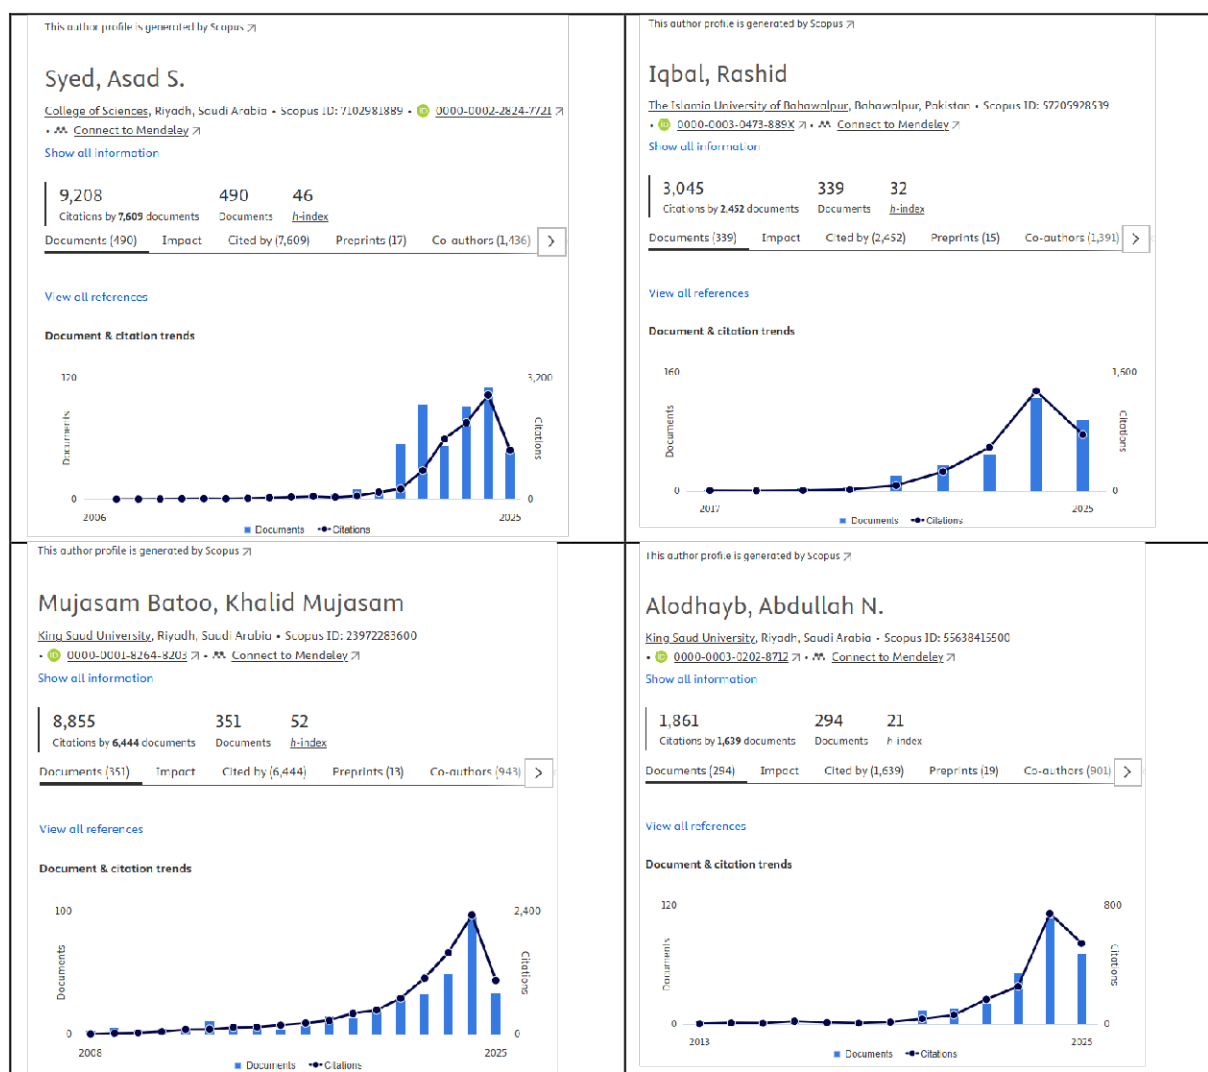 This author profile is generated by Scopus
Syed, Asad S.
College of Sciences, Riyadh, Saudi Arabia • Scopus ID: 7102981889 • iD 0000-0002-2824-7721
• Connect to Mendeley
Show all information
9,208 490 46
Citations by 7,609 documents Documents h-index
Documents (490) Impact Cited by (7,609) Preprints (17) Co-authors (1,436)
View all references
Document & citation trends
120 3,200
Documents Citations
0 0
2006 2025
Documents Citations
This author profile is generated by Scopus
Iqbal, Rashid
The Islamia University of Bahawalpur, Bahawalpur, Pakistan • Scopus ID: 57205928539
• iD 0000-0003-0473-889X • Connect to Mendeley
Show all information
3,045 339 32
Citations by 2,452 documents Documents h-index
Documents (339) Impact Cited by (2,452) Preprints (15) Co-authors (1,391)
View all references
Document & citation trends
160 1,600
Documents Citations
0 0
2017 2025
Documents Citations
This author profile is generated by Scopus
Mujasam Batoo, Khalid Mujasam
King Saud University, Riyadh, Saudi Arabia • Scopus ID: 23972283600
• iD 0000-0001-8264-8203 • Connect to Mendeley
Show all information
8,855 351 52
Citations by 6,444 documents Documents h-index
Documents (351) Impact Cited by (6,444) Preprints (13) Co-authors (943)
View all references
Document & citation trends
100 2,400
Documents Citations
0 0
2008 2025
Documents Citations
This author profile is generated by Scopus
Alodhayb, Abdullah N.
King Saud University, Riyadh, Saudi Arabia • Scopus ID: 55638415500
• iD 0000-0003-0202-8712 • Connect to Mendeley
Show all information
1,861 294 21
Citations by 1,639 documents Documents h-index
Documents (294) Impact Cited by (1,639) Preprints (19) Co-authors (901)
View all references
Document & citation trends
120 800
Documents Citations
0 0
2013 2025
Documents Citations